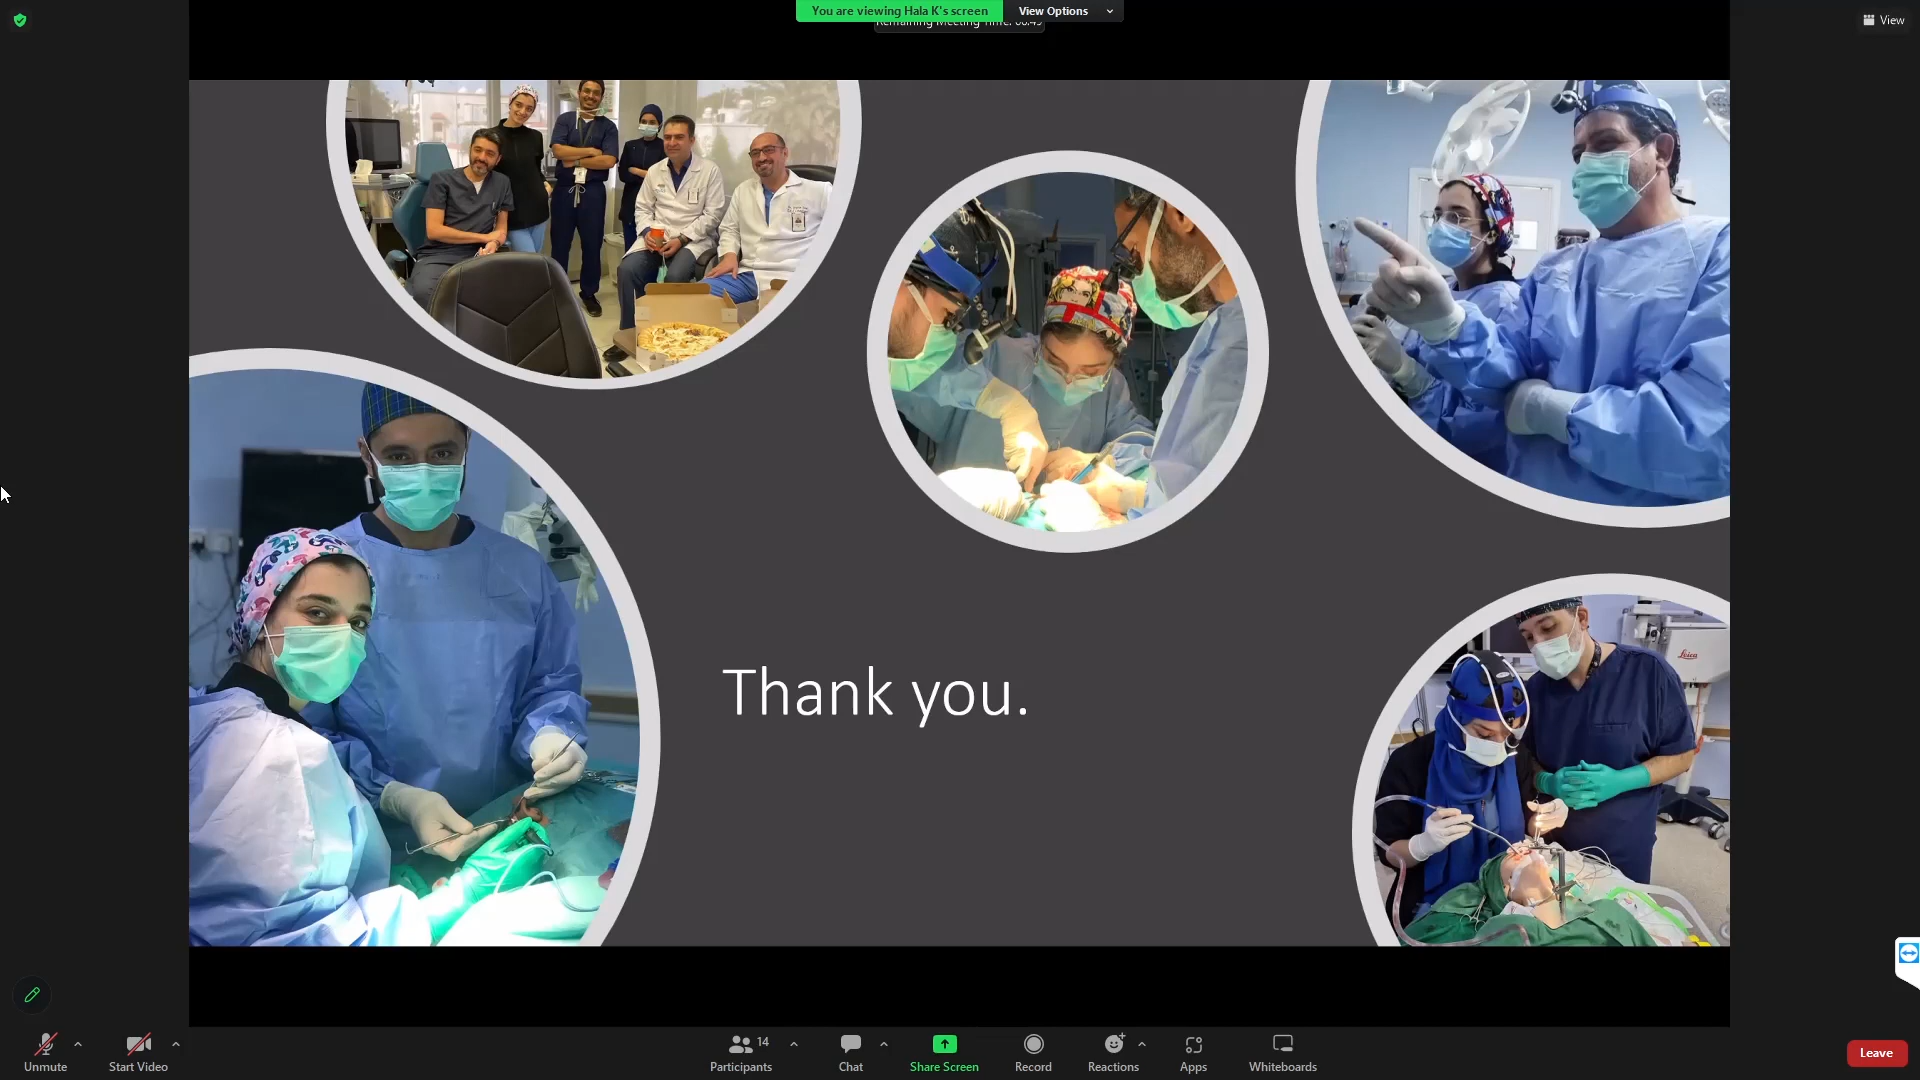 You are viewing Hala K's screen
View Options
View
Thank you.
Leica
Unmute
Start Video
14
Participants
Chat
Share Screen
Record
Reactions
Apps
Whiteboards
Leave